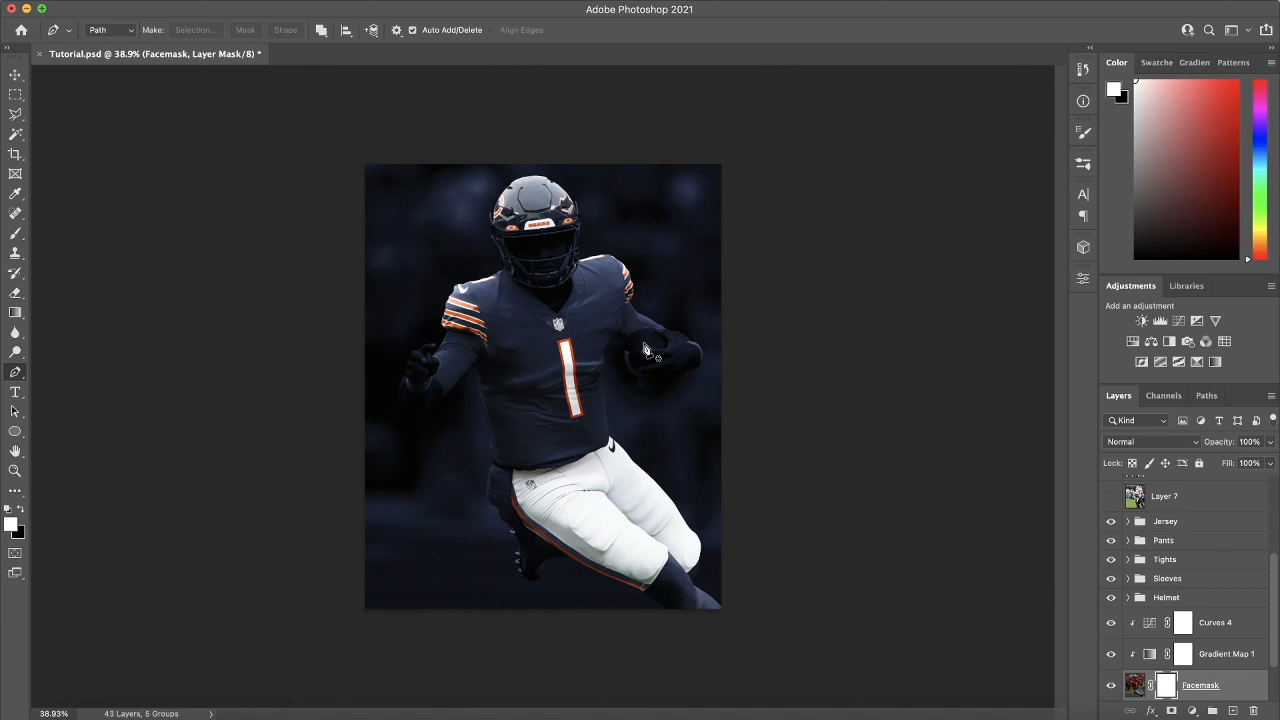 Adobe Photoshop 2021
Path
Make:
Selection...
Mask
Shape
Auto Add/Delete
Align Edges
Tutorial.psd @ 38.9% (Facemask, Layer Mask/8) *
Color
Swatche
Gradien
Patterns
BEARS
1
Adjustments
Libraries
Add an adjustment
Layers
Channels
Paths
Kind
Normal
Opacity: 100%
Lock:
Fill: 100%
Layer 7
Jersey
Pants
Tights
Sleeves
Helmet
Curves 4
Gradient Map 1
Facemask
38.93%
43 Layers, 5 Groups